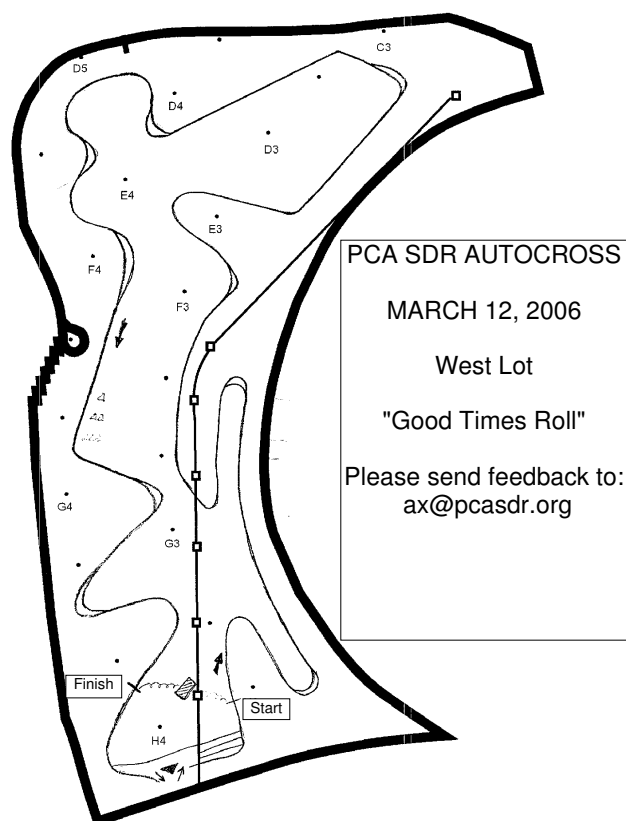 C3
D5
D4
D3
E4
E3
F4
F3
G4
G3
Finish
Start
H4
PCA SDR AUTOCROSS
MARCH 12, 2006
West Lot
"Good Times Roll"
Please send feedback to:
ax@pcasdr.org